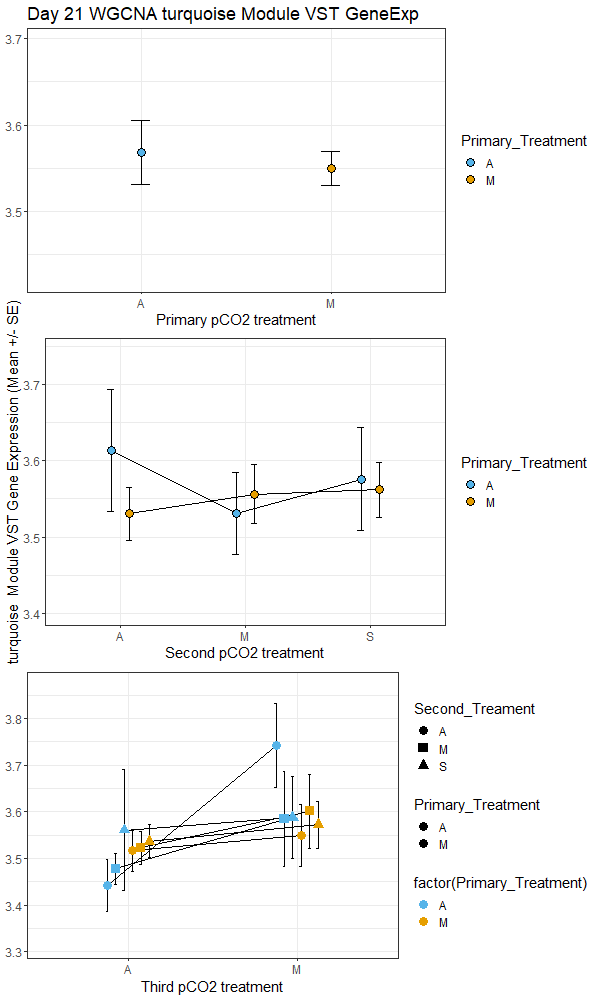 Day 21 WGCNA turquoise Module VST GeneExp
3.7
3.6
3.5
A
M
Primary pCO2 treatment
Primary_Treatment
A
M
turquoise  Module VST Gene Expression (Mean +/- SE)
3.7
3.6
3.5
3.4
A
M
S
Second pCO2 treatment
Primary_Treatment
A
M
3.8
3.7
3.6
3.5
3.4
3.3
A
M
Third pCO2 treatment
Second_Treament
A
M
S
Primary_Treatment
A
M
factor(Primary_Treatment)
A
M